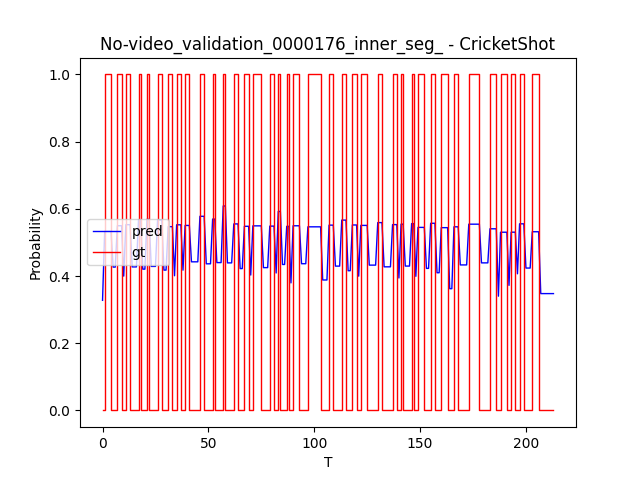 No-video_validation_0000176_inner_seg_ - CricketShot
1.0
0.8
0.6
0.4
0.2
0.0
Probability
pred
gt
0
50
100
150
200
T